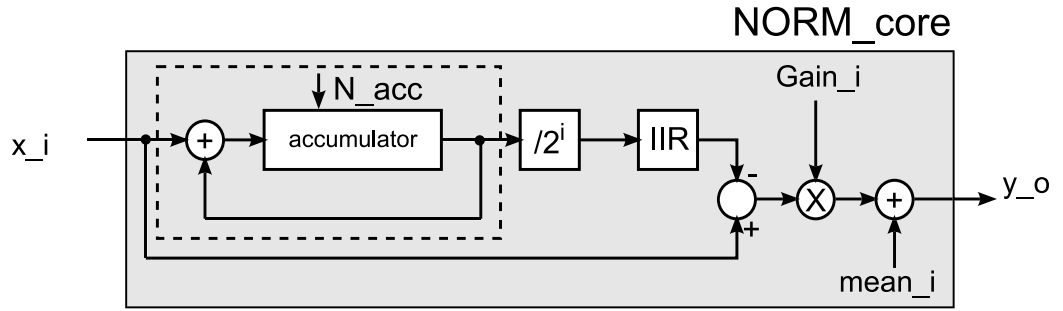 NORM_core
Gain_i
N_acc
x_i
+
accumulator
/2^i
IIR
-
X
+
y_o
+
mean_i